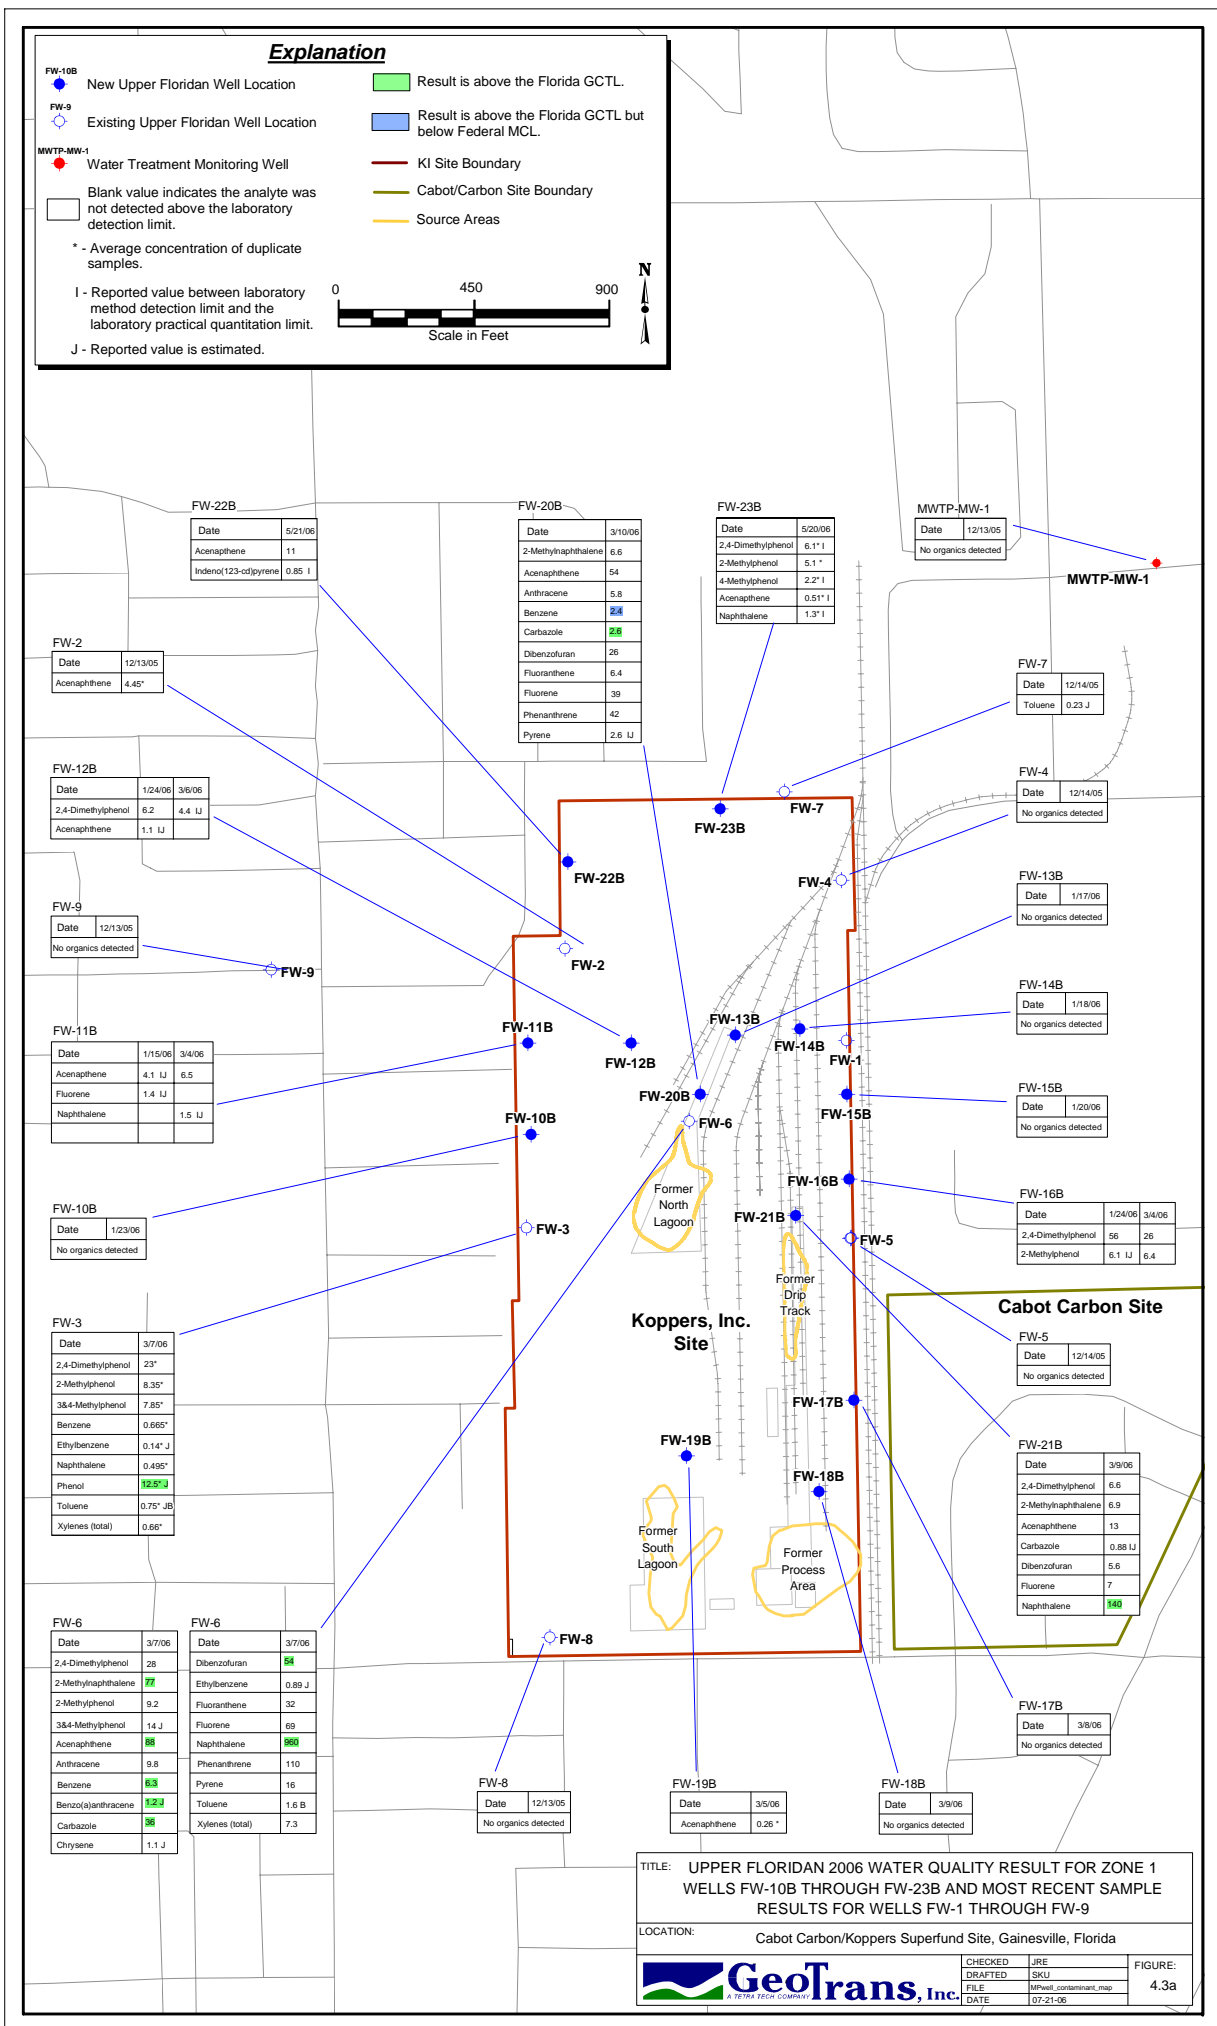 Explanation
FW-10B
New Upper Floridan Well Location
FW-9
Existing Upper Floridan Well Location
MWTP-MW-1
Water Treatment Monitoring Well
Blank value indicates the analyte was
not detected above the laboratory
detection limit.
* - Average concentration of duplicate
samples.
I - Reported value between laboratory
method detection limit and the
laboratory practical quantitation limit.
J - Reported value is estimated.
Result is above the Florida GCTL.
Result is above the Florida GCTL but
below Federal MCL.
KI Site Boundary
Cabot/Carbon Site Boundary
Source Areas
0 450 900
Scale in Feet
N
FW-22B
Date 5/21/06
Acenapthene 11
Indeno(123-cd)pyrene 0.85 I
FW-20B
Date 3/10/06
2-Methylnaphthalene 6.6
Acenaphthene 54
Anthracene 5.8
Benzene 2.4
Carbazole 2.6
Dibenzofuran 26
Fluoranthene 6.4
Fluorene 39
Phenanthrene 42
Pyrene 2.6 IJ
FW-23B
Date 5/20/06
2,4-Dimethylphenol 6.1* I
2-Methylphenol 5.1 *
4-Methylphenol 2.2* I
Acenapthene 0.51* I
Naphthalene 1.3* I
MWTP-MW-1
Date 12/13/05
No organics detected
MWTP-MW-1
FW-2
Date 12/13/05
Acenaphthene 4.45*
FW-7
Date 12/14/05
Toluene 0.23 J
FW-12B
Date 1/24/06 3/6/06
2,4-Dimethylphenol 6.2 4.4 IJ
Acenaphthene 1.1 IJ
FW-4
Date 12/14/05
No organics detected
FW-7
FW-23B
FW-22B
FW-4
FW-13B
Date 1/17/06
No organics detected
FW-9
Date 12/13/05
No organics detected
FW-2
FW-9
FW-14B
Date 1/18/06
No organics detected
FW-11B
Date 1/15/06 3/4/06
Acenapthene 4.1 IJ 6.5
Fluorene 1.4 IJ
Naphthalene 1.5 IJ
FW-11B
FW-12B
FW-13B
FW-14B
FW-1
FW-15B
Date 1/20/06
No organics detected
FW-20B
FW-15B
FW-10B
FW-6
FW-10B
Date 1/23/06
No organics detected
Former
North
Lagoon
FW-16B
FW-16B
Date 1/24/06 3/4/06
2,4-Dimethylphenol 56 26
2-Methylphenol 6.1 IJ 6.4
FW-21B
FW-3
FW-5
Former
Drip
Track
Koppers, Inc.
Site
Cabot Carbon Site
FW-3
Date 3/7/06
2,4-Dimethylphenol 23*
2-Methylphenol 8.35*
3&4-Methylphenol 7.85*
Benzene 0.665*
Ethylbenzene 0.14* J
Naphthalene 0.495*
Phenol 12.5* J
Toluene 0.75* JB
Xylenes (total) 0.66*
FW-5
Date 12/14/05
No organics detected
FW-17B
FW-19B
FW-18B
FW-21B
Date 3/9/06
2,4-Dimethylphenol 6.6
2-Methylnaphthalene 6.9
Acenaphthene 13
Carbazole 0.88 IJ
Dibenzofuran 5.6
Fluorene 7
Naphthalene 140
Former
South
Lagoon
Former
Process
Area
FW-8
FW-6
Date 3/7/06
2,4-Dimethylphenol 28
2-Methylnaphthalene 77
2-Methylphenol 9.2
3&4-Methylphenol 14 J
Acenaphthene 88
Anthracene 9.8
Benzene 6.3
Benzo(a)anthracene 1.2 J
Carbazole 36
Chrysene 1.1 J
FW-6
Date 3/7/06
Dibenzofuran 54
Ethylbenzene 0.89 J
Fluoranthene 32
Fluorene 69
Naphthalene 960
Phenanthrene 110
Pyrene 16
Toluene 1.6 B
Xylenes (total) 7.3
FW-17B
Date 3/8/06
No organics detected
FW-8
Date 12/13/05
No organics detected
FW-19B
Date 3/5/06
Acenaphthene 0.26 *
FW-18B
Date 3/9/06
No organics detected
TITLE: UPPER FLORIDAN 2006 WATER QUALITY RESULT FOR ZONE 1
WELLS FW-10B THROUGH FW-23B AND MOST RECENT SAMPLE
RESULTS FOR WELLS FW-1 THROUGH FW-9
LOCATION: Cabot Carbon/Koppers Superfund Site, Gainesville, Florida
GeoTrans, Inc.
A TETRA TECH COMPANY
CHECKED JRE
DRAFTED SKU
FILE MPwell_contaminant_map
DATE 07-21-06
FIGURE:
4.3a